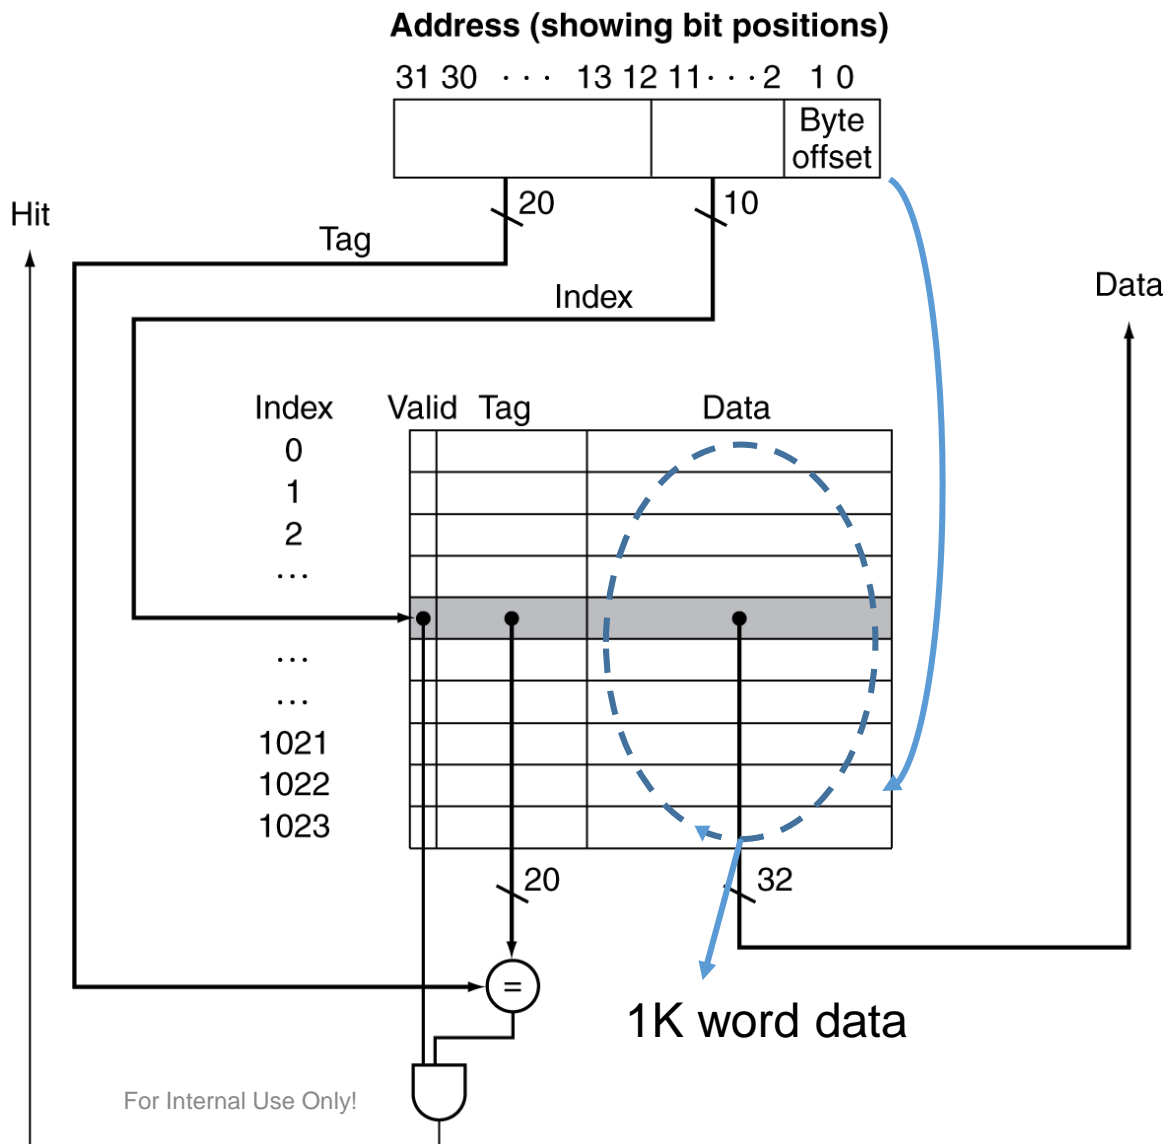 Address (showing bit positions)
31 30 · · · 13 12 11 · · · 2 1 0
Byte
offset
20
10
Hit
Tag
Index
Data
Index Valid Tag Data
0
1
2
...
...
...
1021
1022
1023
20
32
=
1K word data
For Internal Use Only!